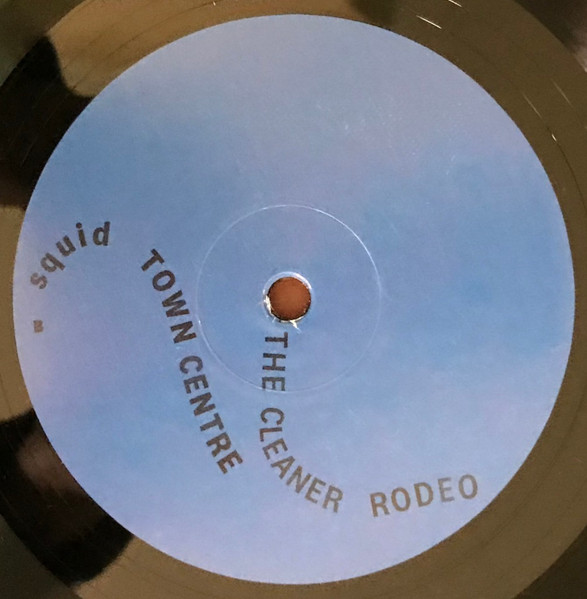 squid
TOWN CENTRE
THE CLEANER
RODEO